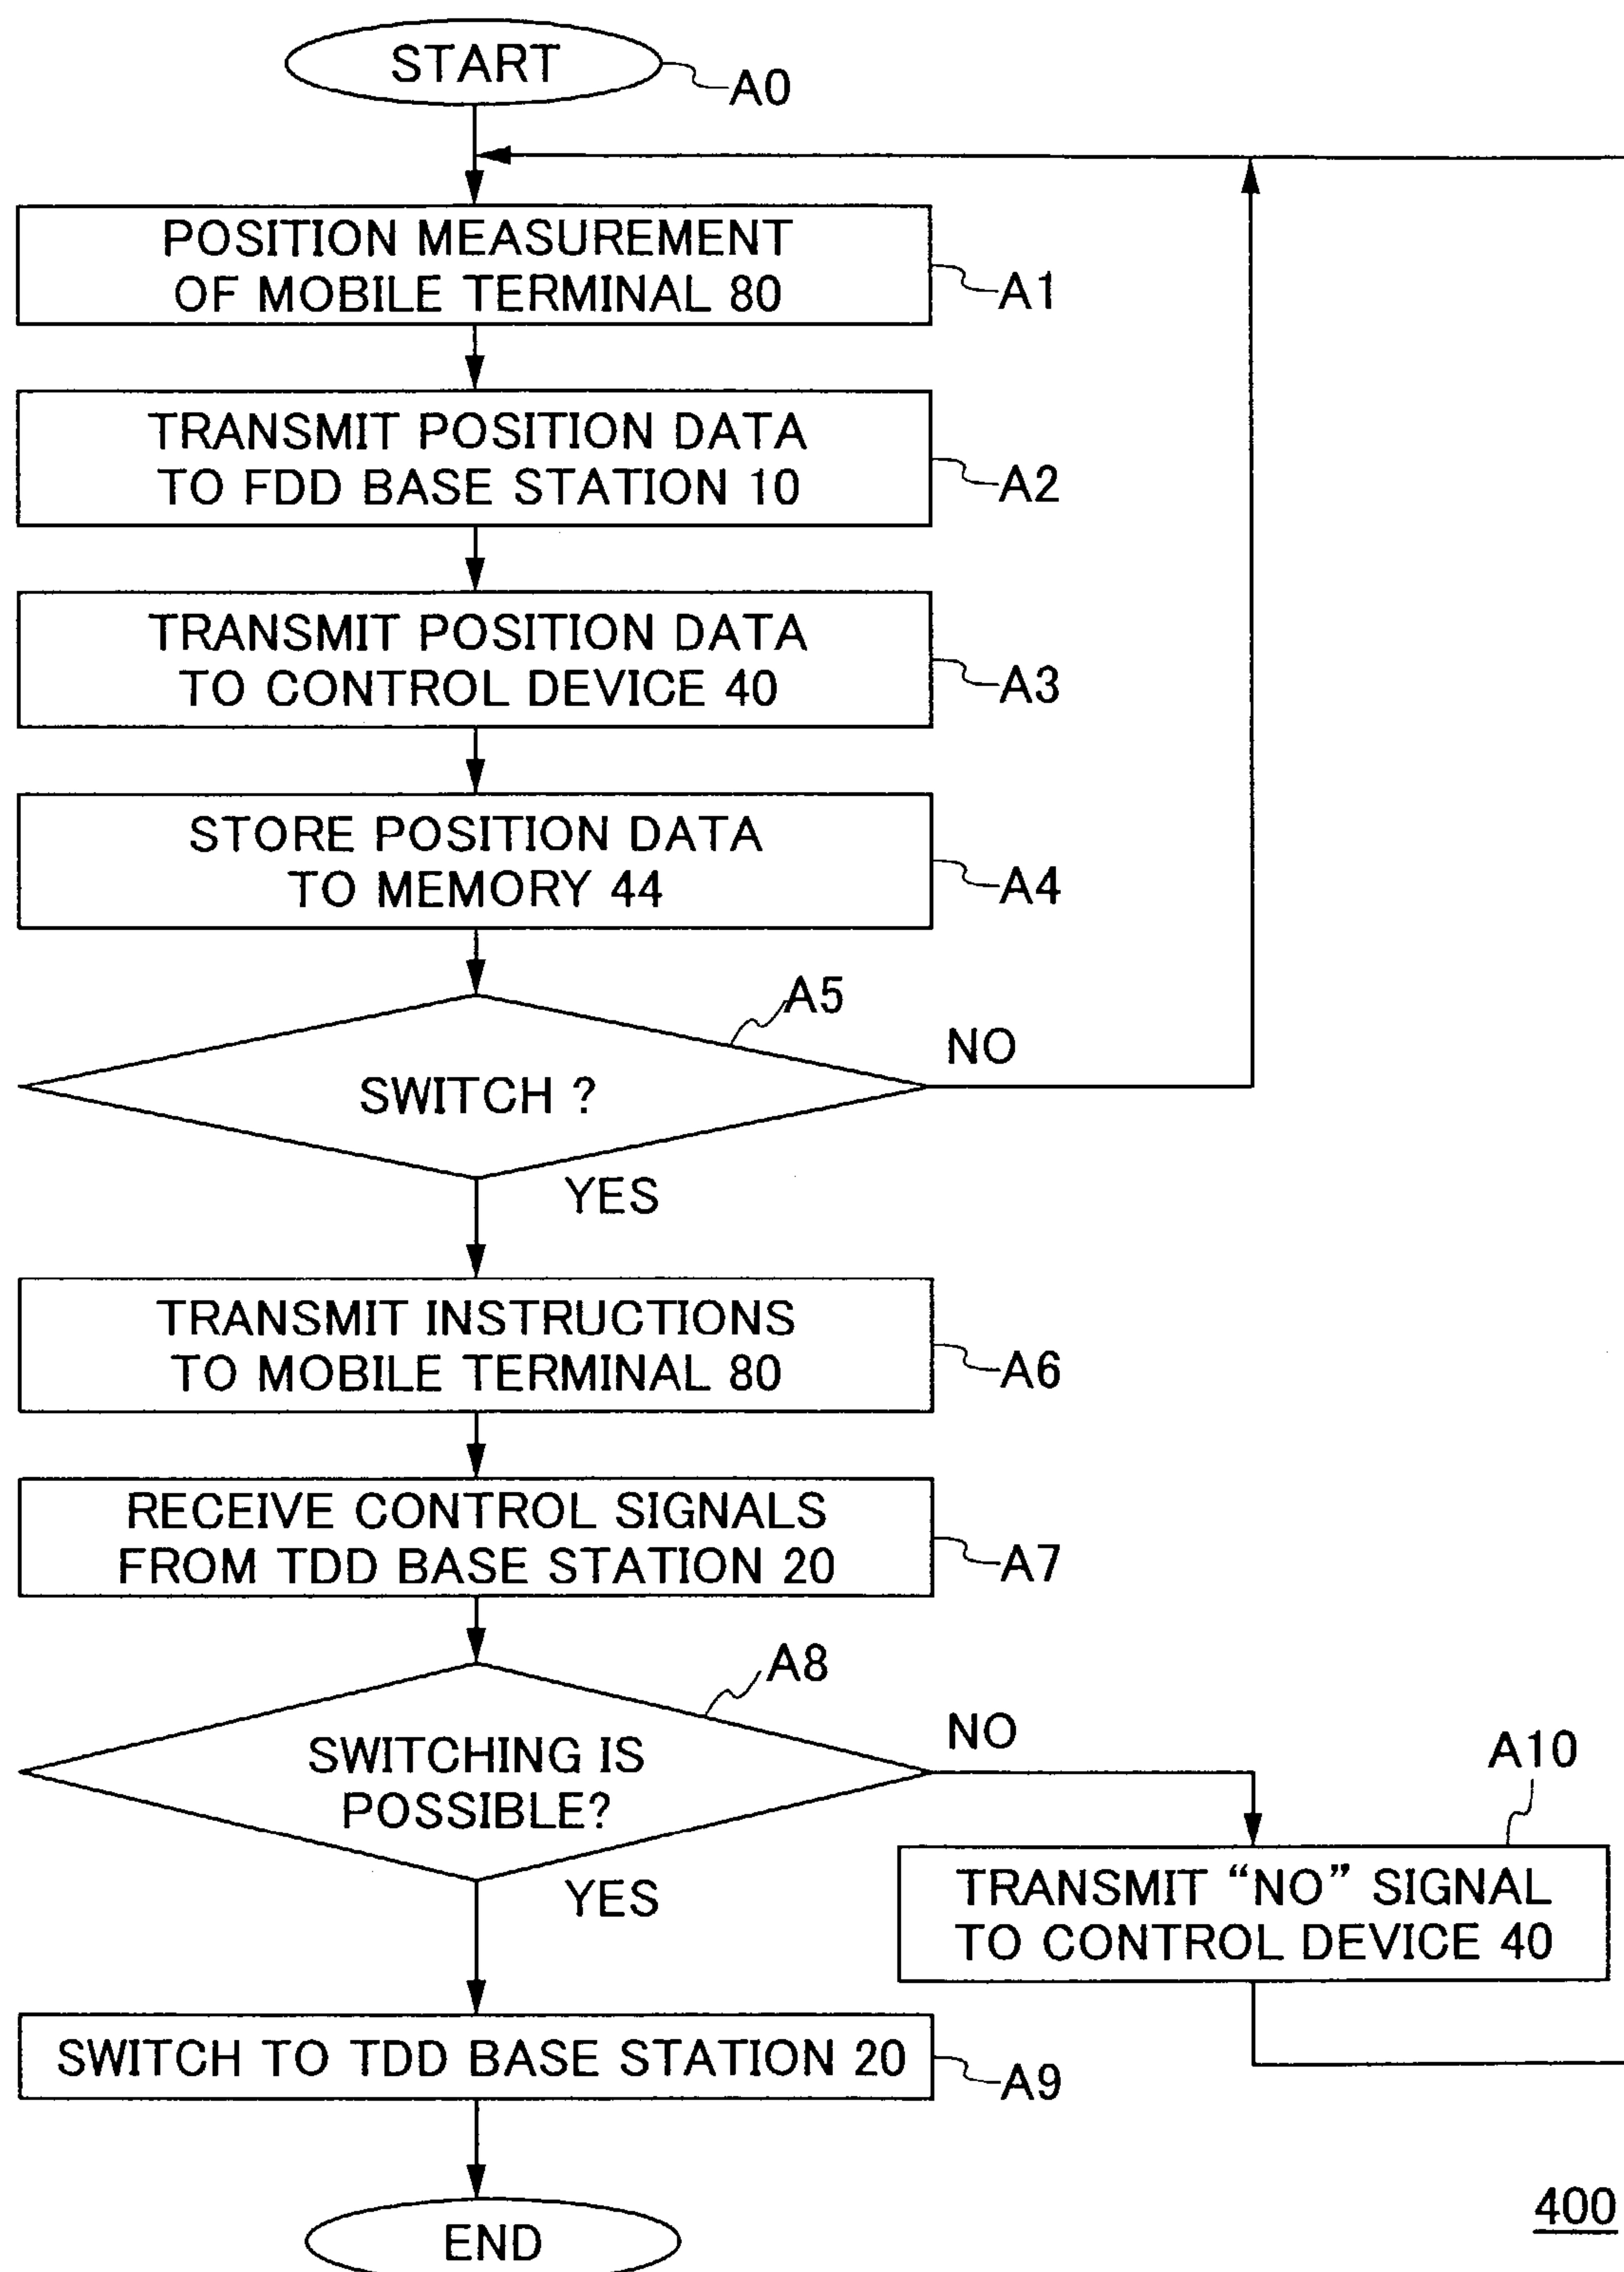 START
A0
POSITION MEASUREMENT
OF MOBILE TERMINAL 80
A1
TRANSMIT POSITION DATA
TO FDD BASE STATION 10
A2
TRANSMIT POSITION DATA
TO CONTROL DEVICE 40
A3
STORE POSITION DATA
TO MEMORY 44
A4
A5
SWITCH ?
NO
YES
TRANSMIT INSTRUCTIONS
TO MOBILE TERMINAL 80
A6
RECEIVE CONTROL SIGNALS
FROM TDD BASE STATION 20
A7
A8
SWITCHING IS
POSSIBLE?
NO
YES
A10
TRANSMIT “NO” SIGNAL
TO CONTROL DEVICE 40
SWITCH TO TDD BASE STATION 20
A9
END
400